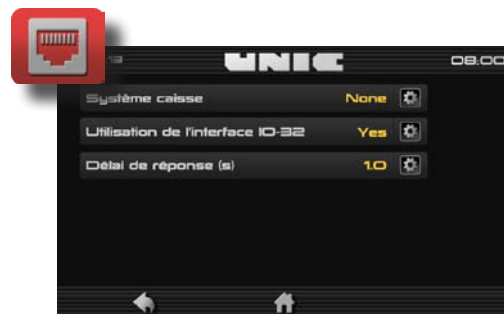 UNIC
08:00
Système caisse None
Utilisation de l'interface IO-32 Yes
Délai de réponse (s) 1.0